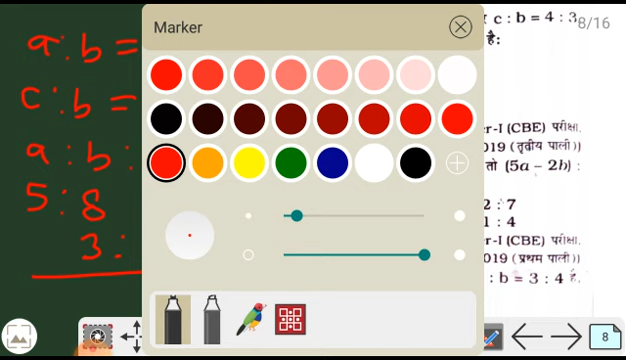 Marker
c : b = 4 : 3
8/16
है:
a : b =
c : b =
a : b :
5 : 8
3 :
r-I (CBE) परीक्षा,
019 (तृतीय पाली))
तो (5a – 2b) :
2 : 7
1 : 4
r-I (CBE) परीक्षा,
019 (प्रथम पाली))
: b = 3 : 4 है,
8